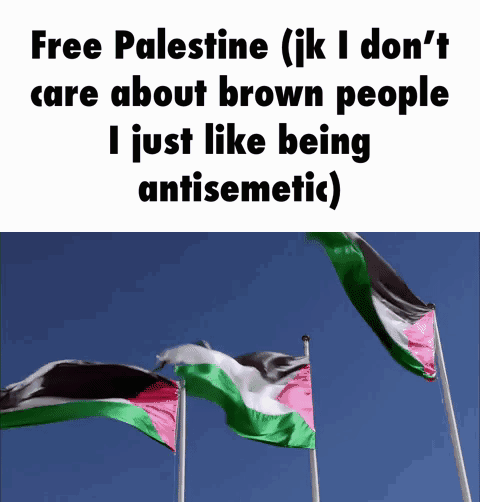 Free Palestine (jk I don't
care about brown people
I just like being
antisemetic)